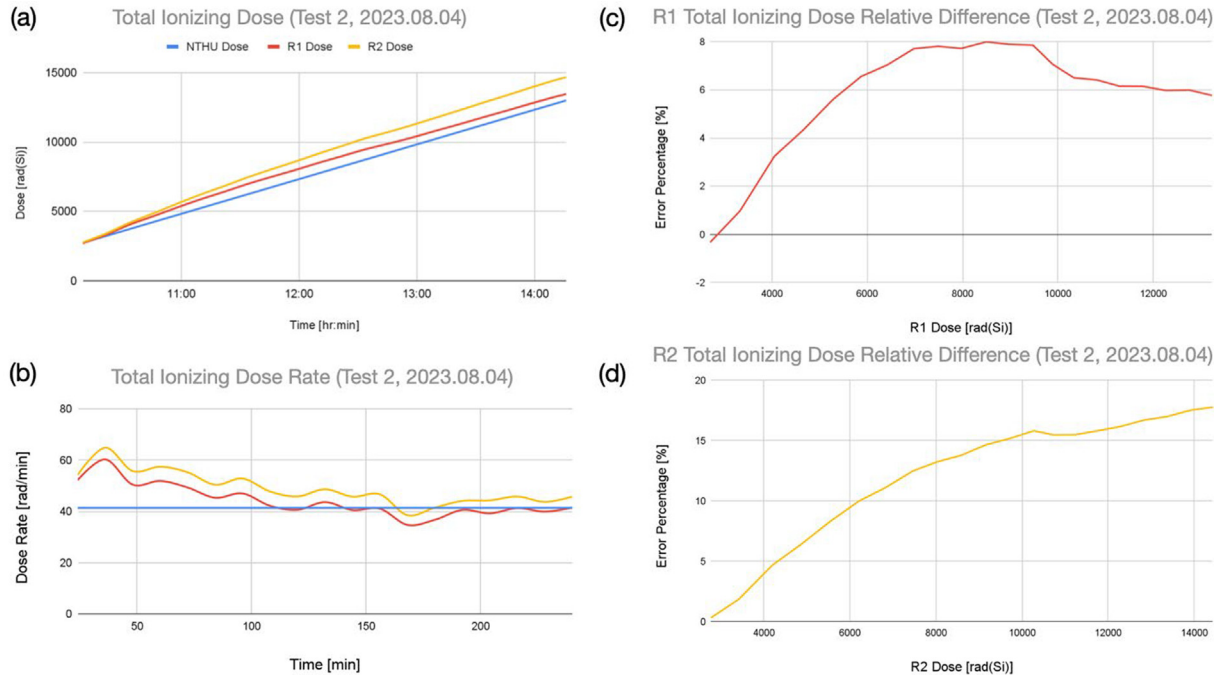 (a)
Total Ionizing Dose (Test 2, 2023.08.04)
NTHU Dose R1 Dose R2 Dose
15000
10000
5000
0
Dose [rad(Si)]
11:00 12:00 13:00 14:00
Time [hr:min]
(b)
Total Ionizing Dose Rate (Test 2, 2023.08.04)
80
60
40
20
0
Dose Rate [rad/min]
50 100 150 200
Time [min]
(c)
R1 Total Ionizing Dose Relative Difference (Test 2, 2023.08.04)
8
6
4
2
0
-2
Error Percentage [%]
4000 6000 8000 10000 12000
R1 Dose [rad(Si)]
(d)
R2 Total Ionizing Dose Relative Difference (Test 2, 2023.08.04)
20
15
10
5
0
Error Percentage [%]
4000 6000 8000 10000 12000 14000
R2 Dose [rad(Si)]